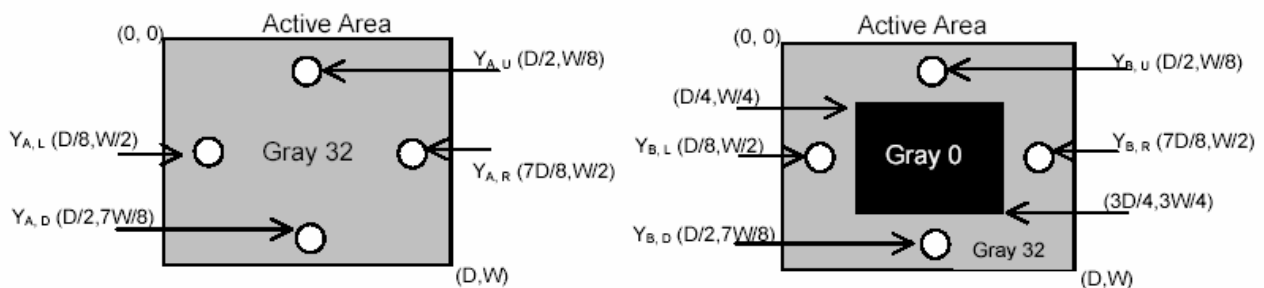 Active Area
(0, 0)
YA, U (D/2,W/8)
YA, L (D/8,W/2)
Gray 32
YA, R (7D/8,W/2)
YA, D (D/2,7W/8)
(D,W)
Active Area
(0, 0)
YB, U (D/2,W/8)
(D/4,W/4)
YB, L (D/8,W/2)
Gray 0
YB, R (7D/8,W/2)
(3D/4,3W/4)
YB, D (D/2,7W/8)
Gray 32
(D,W)